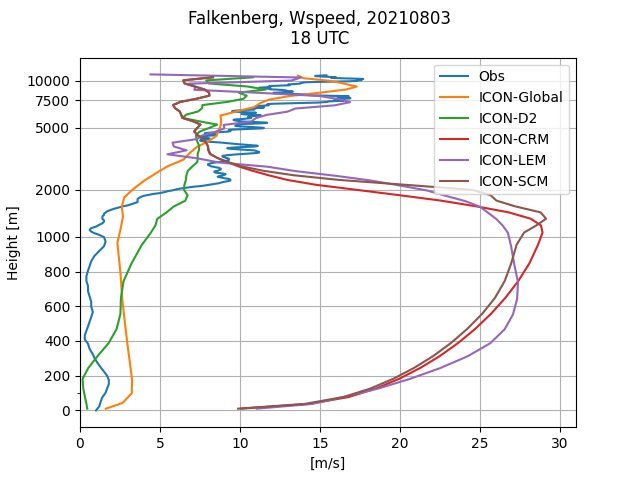 Falkenberg, Wspeed, 20210803
18 UTC
Obs
ICON-Global
ICON-D2
ICON-CRM
ICON-LEM
ICON-SCM
Height [m]
10000
7500
5000
2000
1000
800
600
400
200
0
0 5 10 15 20 25 30
[m/s]